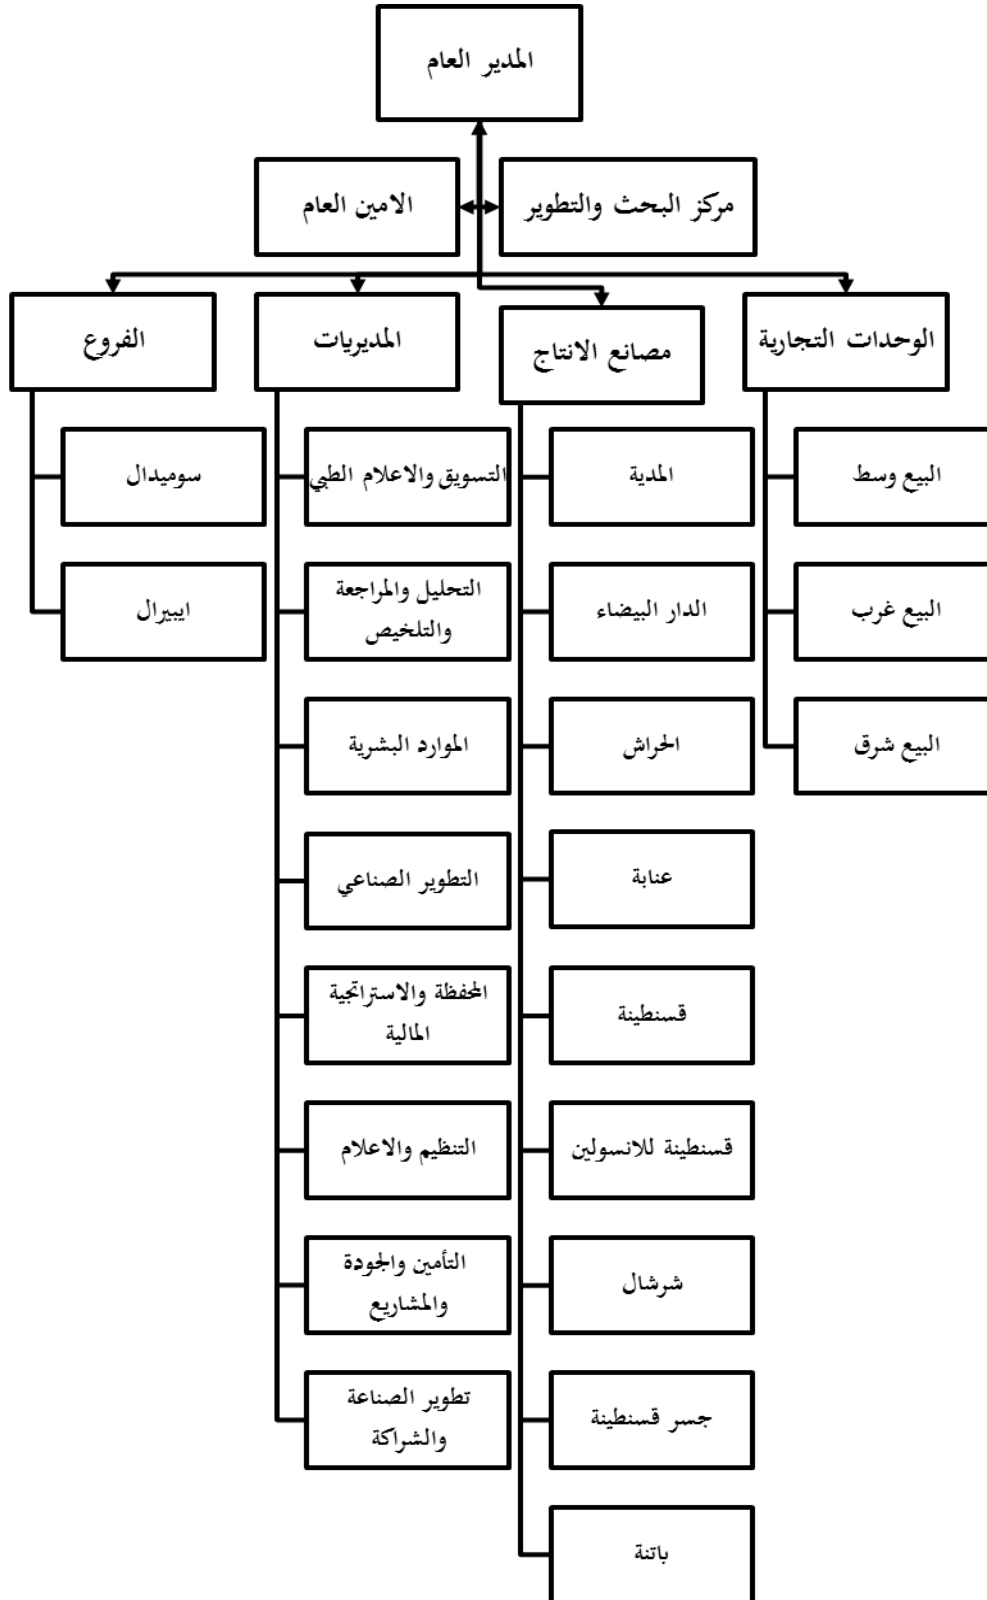 المدير العام
مركز البحث والتطوير
الامين العام
الوحدات التجارية
مصانع الانتاج
المديريات
الفروع
البيع وسط
المدية
التسويق والاعلام الطبي
سوميدال
البيع غرب
الدار البيضاء
التحليل والمراجعة
والتلخيص
ايبيرال
البيع شرق
الحراش
الموارد البشرية
عنابة
التطوير الصناعي
قسنطينة
المحفظة والاستراتجية
المالية
قسنطينة للانسولين
التنظيم والاعلام
شرشال
التأمين والجودة
والمشاريع
جسر قسنطينة
تطوير الصناعة
والشراكة
باتنة